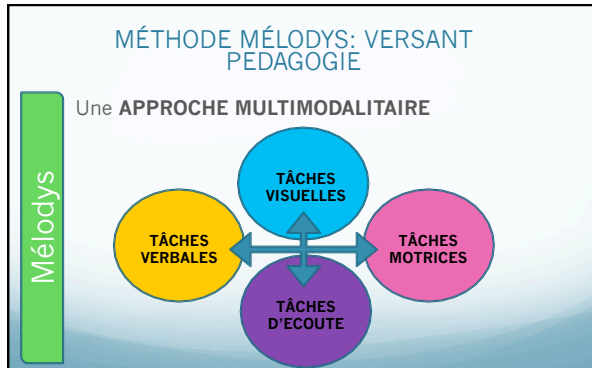 MÉTHODE MÉLODYS: VERSANT
PEDAGOGIE
Mélodys
Une APPROCHE MULTIMODALITAIRE
TÂCHES
VISUELLES
TÂCHES
VERBALES
TÂCHES
MOTRICES
TÂCHES
D'ECOUTE